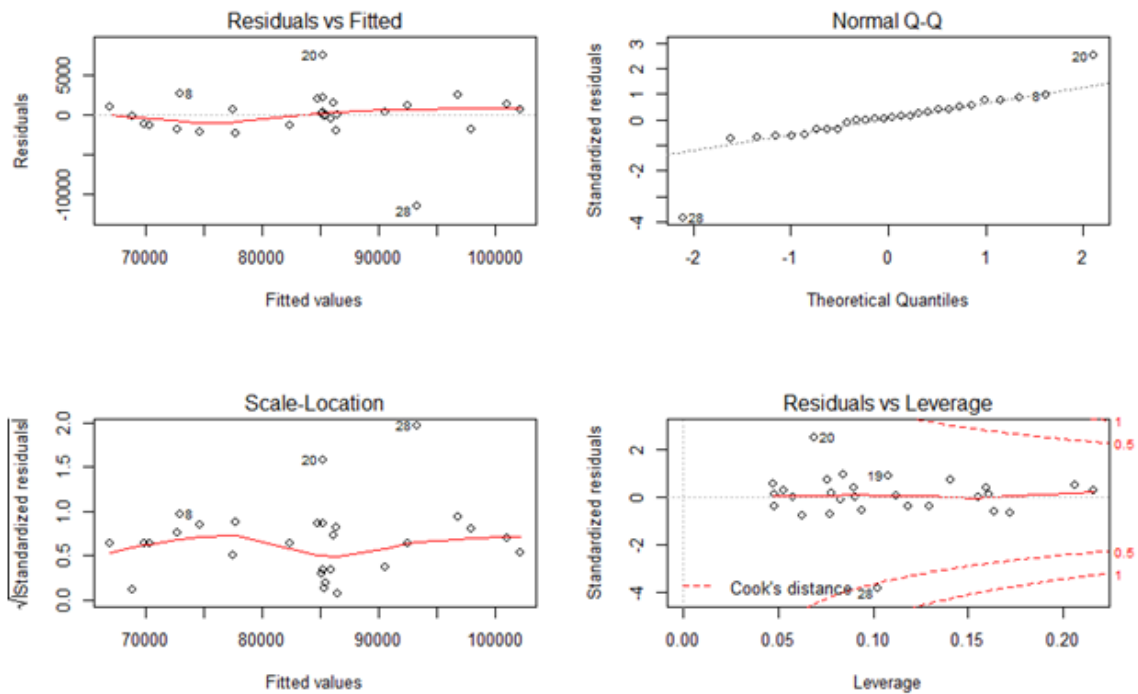 Residuals vs Fitted
Residuals
5000
0
-10000
20
8
28
70000 80000 90000 100000
Fitted values
Normal Q-Q
Standardized residuals
3
2
1
0
-2
-4
20
8
28
-2 -1 0 1 2
Theoretical Quantiles
Scale-Location
√|Standardized residuals|
2.0
1.5
1.0
0.5
0.0
28
20
8
70000 80000 90000 100000
Fitted values
Residuals vs Leverage
Standardized residuals
2
0
-2
-4
20
19
28
1
0.5
0.5
1
Cook's distance
0.00 0.05 0.10 0.15 0.20
Leverage